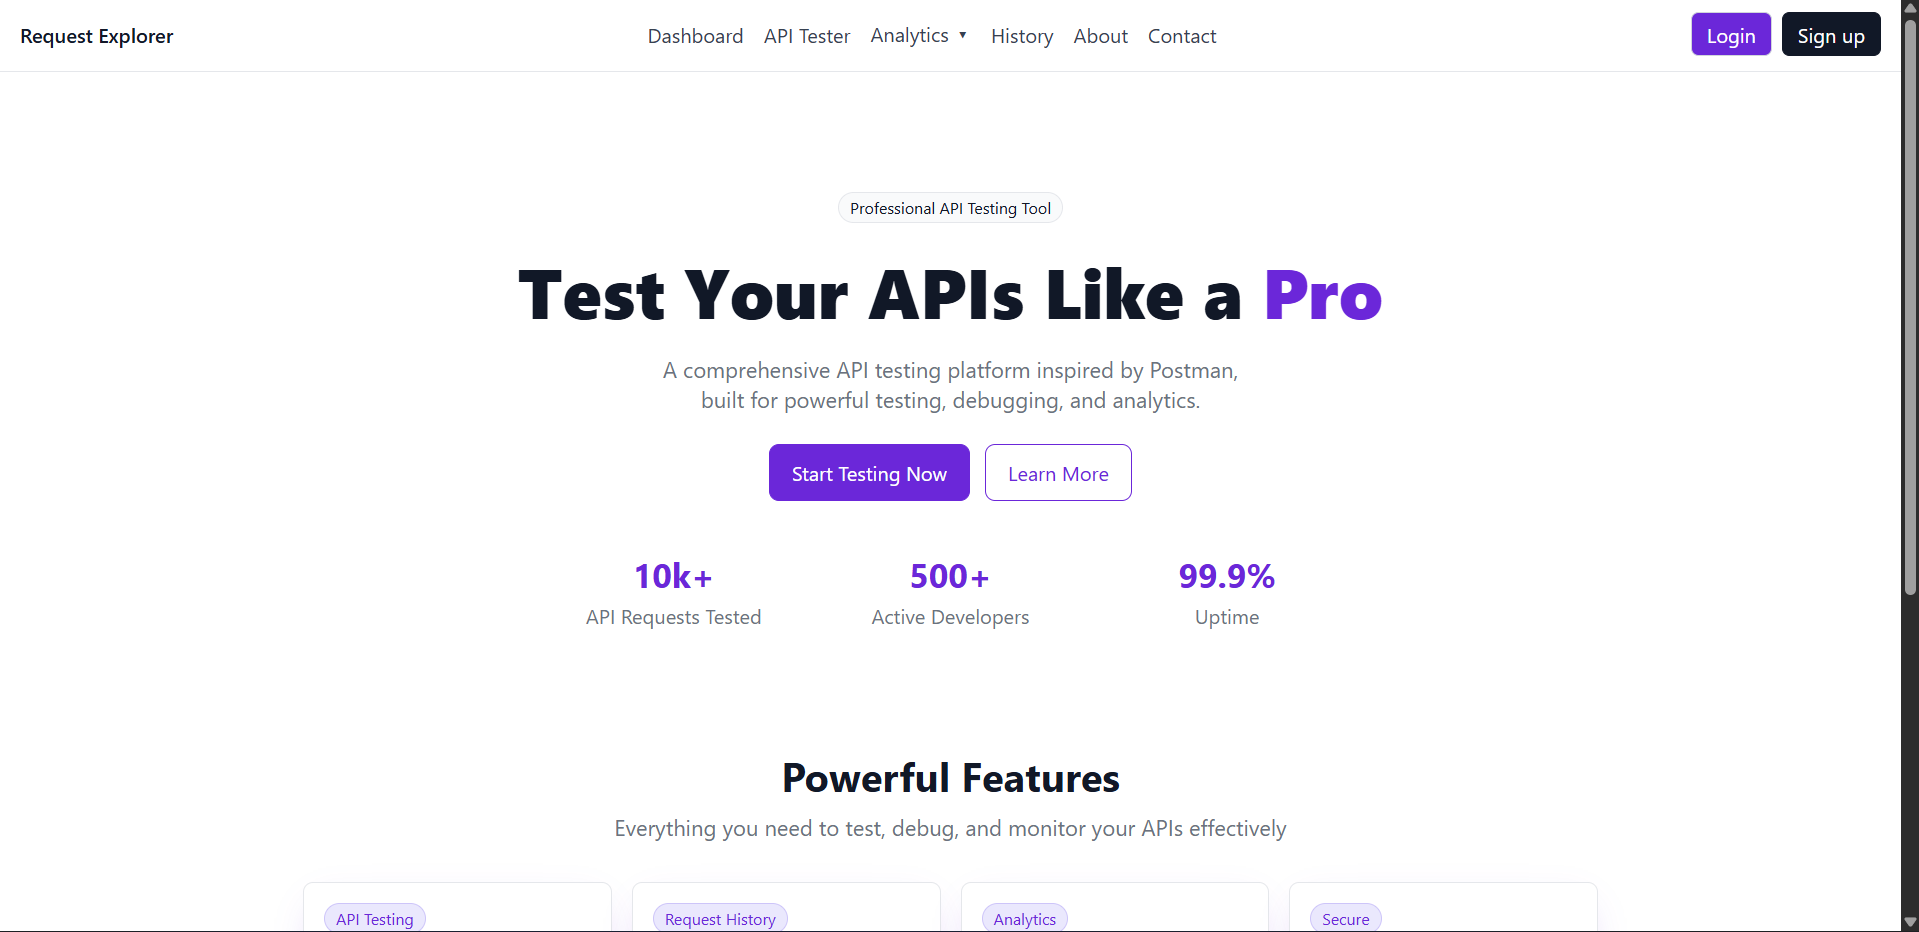 Request Explorer
Dashboard
API Tester
Analytics ▼
History
About
Contact
Login
Sign up
Professional API Testing Tool
Test Your APIs Like a Pro
A comprehensive API testing platform inspired by Postman,
built for powerful testing, debugging, and analytics.
Start Testing Now
Learn More
10k+
API Requests Tested
500+
Active Developers
99.9%
Uptime
Powerful Features
Everything you need to test, debug, and monitor your APIs effectively
API Testing
Request History
Analytics
Secure